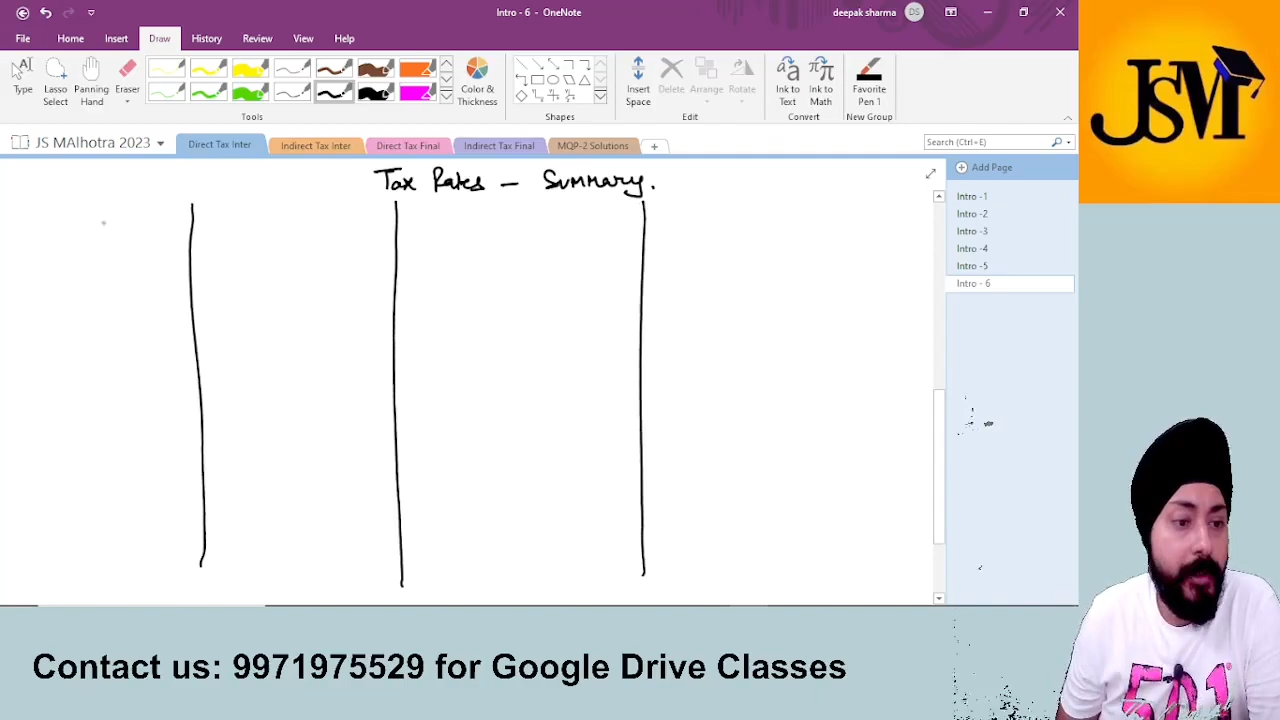 Intro - 6 - OneNote
deepak sharma
DS
File
Home
Insert
Draw
History
Review
View
Help
Type
Lasso Select
Panning Hand
Eraser
Color & Thickness
Insert Space
Delete
Arrange
Rotate
Ink to Text
Ink to Math
Favorite Pen 1
Tools
Shapes
Edit
Convert
New Group
JS MAlhotra 2023
Direct Tax Inter
Indirect Tax Inter
Direct Tax Final
Indirect Tax Final
MQP-2 Solutions
Search (Ctrl+E)
Add Page
Tax Rates – Summary.
Intro -1
Intro -2
Intro -3
Intro -4
Intro -5
Intro - 6
JSM
501
Contact us: 9971975529 for Google Drive Classes